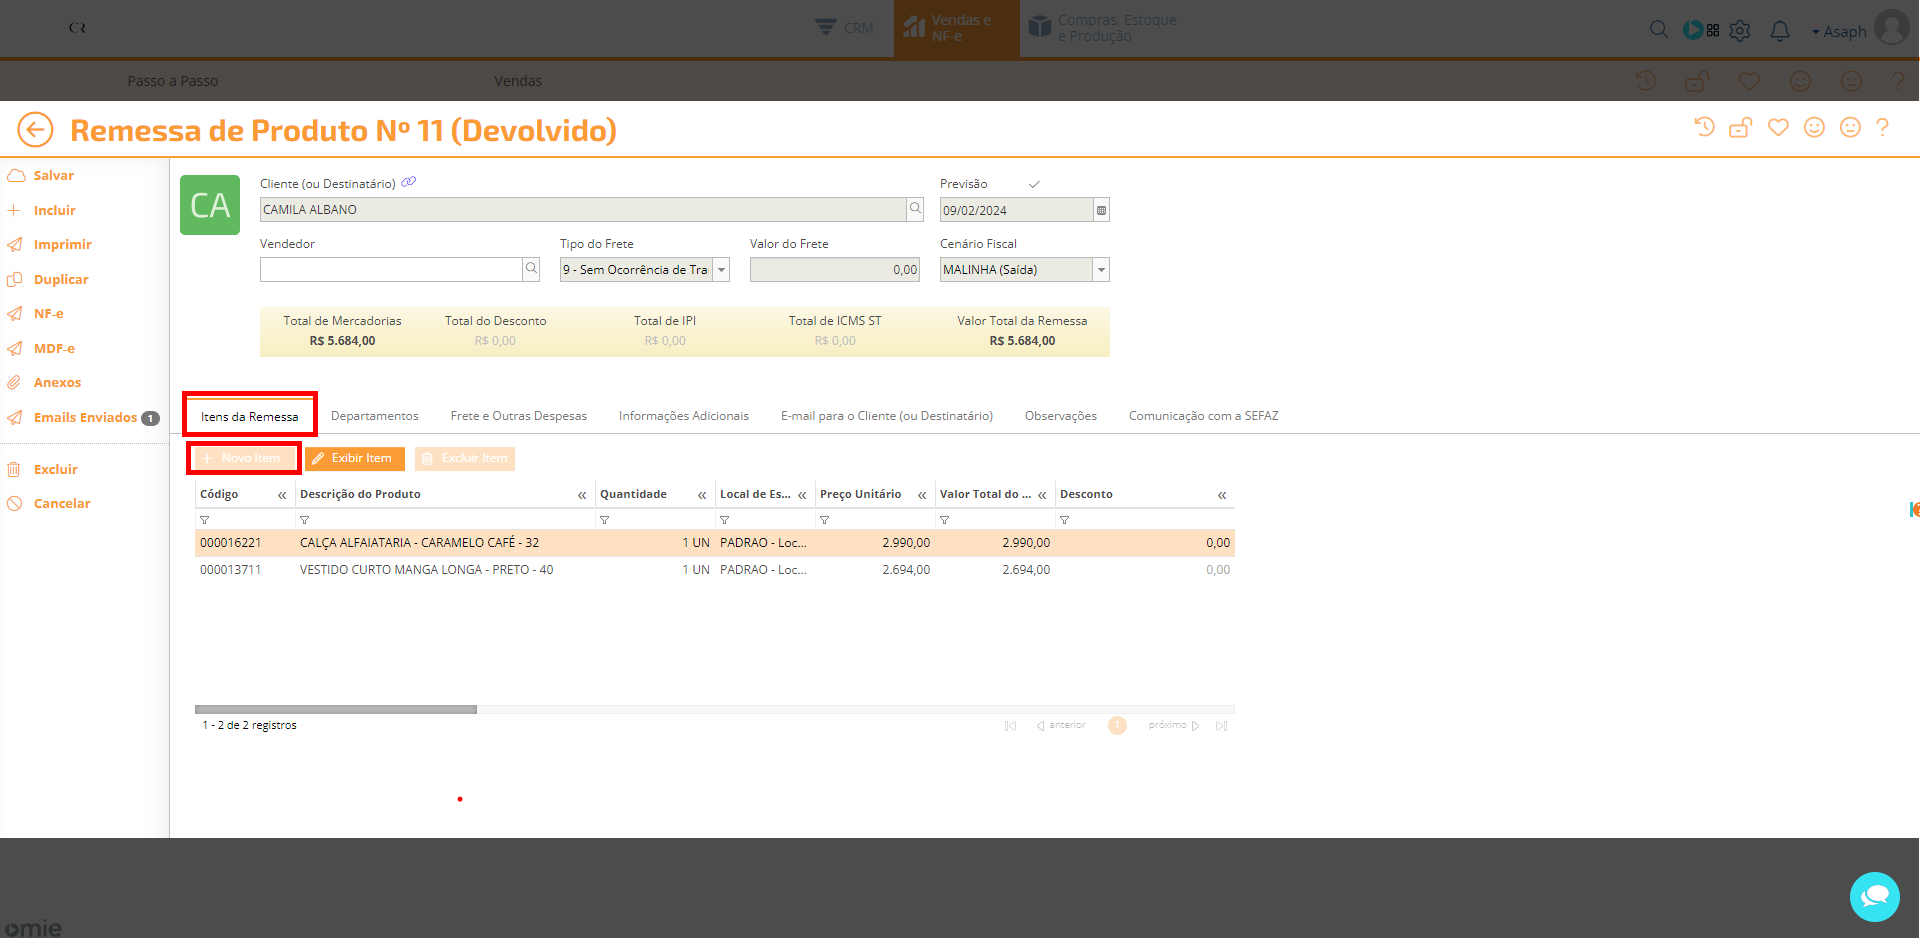 CR
CRM
Vendas e
NF-e
Compras, Estoque
e Produção
Asaph
Passo a Passo
Vendas
Remessa de Produto Nº 11 (Devolvido)
Salvar
Incluir
Imprimir
Duplicar
NF-e
MDF-e
Anexos
Emails Enviados 1
Excluir
Cancelar
CA
Cliente (ou Destinatário)
Previsão
CAMILA ALBANO
09/02/2024
Vendedor
Tipo do Frete
Valor do Frete
Cenário Fiscal
9 - Sem Ocorrência de Tra
0,00
MALINHA (Saída)
Total de Mercadorias
Total do Desconto
Total de IPI
Total de ICMS ST
Valor Total da Remessa
R$ 5.684,00
R$ 0,00
R$ 0,00
R$ 0,00
R$ 5.684,00
Itens da Remessa
Departamentos
Frete e Outras Despesas
Informações Adicionais
E-mail para o Cliente (ou Destinatário)
Observações
Comunicação com a SEFAZ
Novo Item
Exibir Item
Excluir Item
Código « Descrição do Produto « Quantidade « Local de Es... « Preço Unitário « Valor Total do ... « Desconto «
000016221 CALÇA ALFAIATARIA - CARAMELO CAFÉ - 32 1 UN PADRAO - Loc... 2.990,00 2.990,00 0,00
000013711 VESTIDO CURTO MANGA LONGA - PRETO - 40 1 UN PADRAO - Loc... 2.694,00 2.694,00 0,00
1 - 2 de 2 registros
anterior
1
próximo
omie